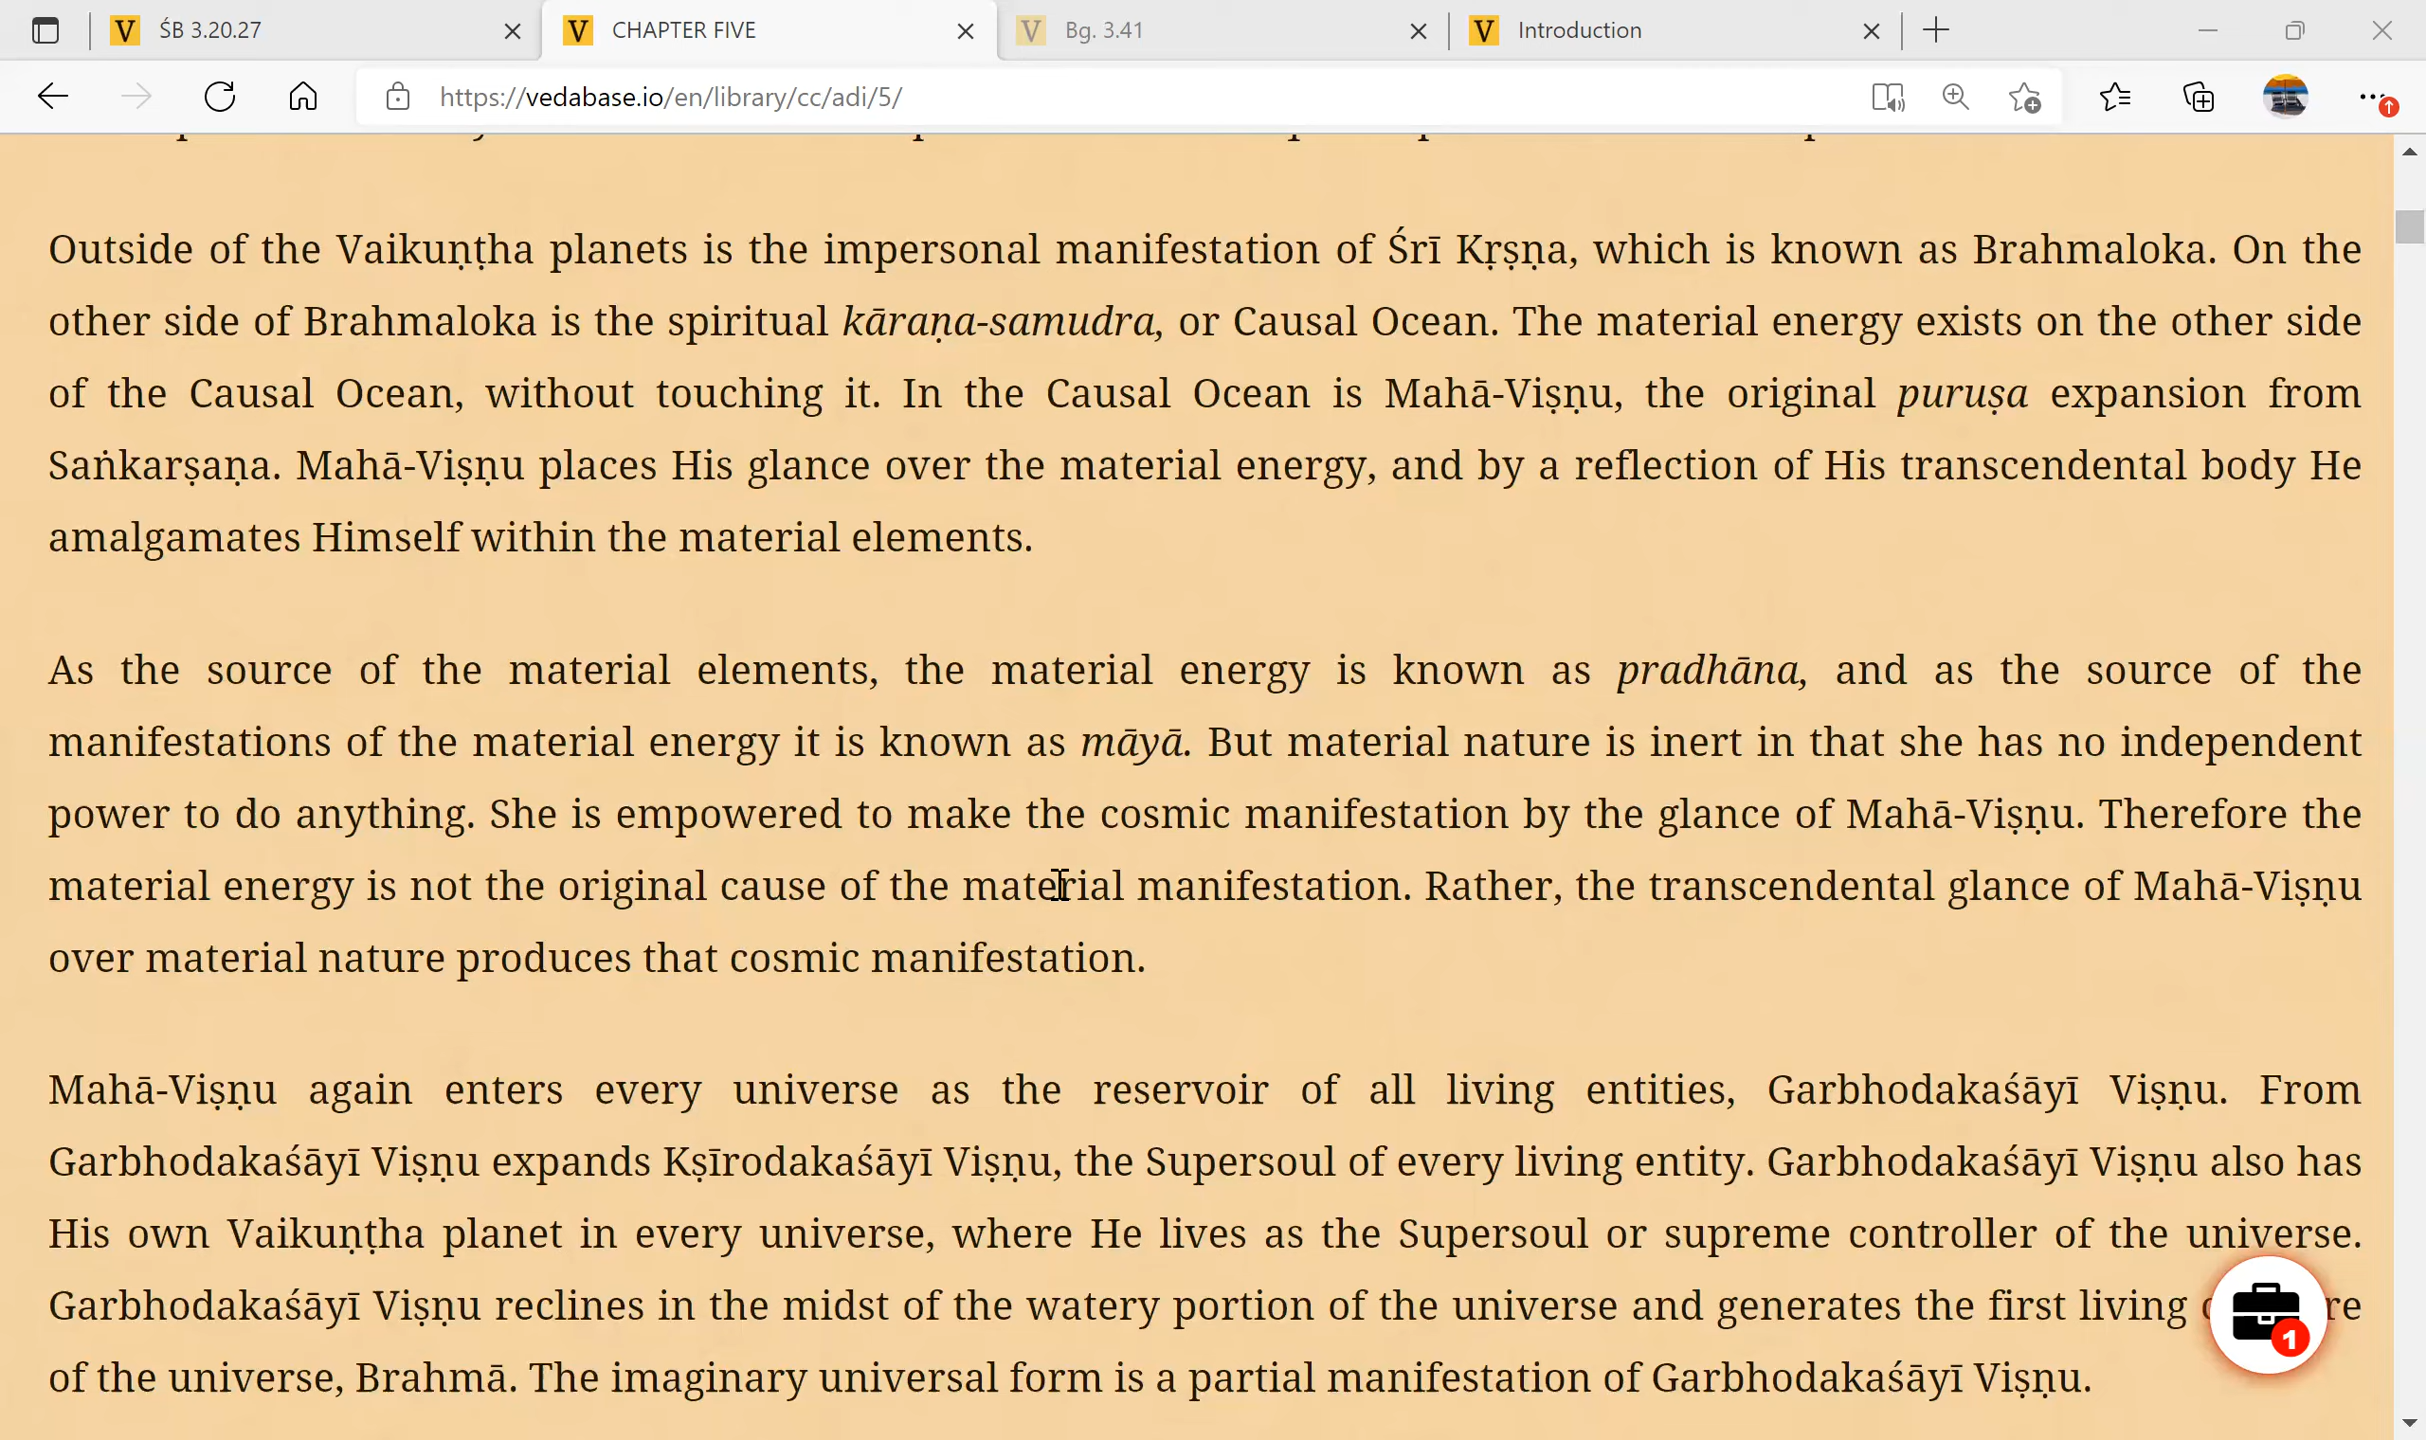 ŚB 3.20.27
CHAPTER FIVE
Bg. 3.41
Introduction
https://vedabase.io/en/library/cc/adi/5/
Outside of the Vaikuṇṭha planets is the impersonal manifestation of Śrī Kṛṣṇa, which is known as Brahmaloka. On the
other side of Brahmaloka is the spiritual kāraṇa-samudra, or Causal Ocean. The material energy exists on the other side
of the Causal Ocean, without touching it. In the Causal Ocean is Mahā-Viṣṇu, the original puruṣa expansion from
Saṅkarṣaṇa. Mahā-Viṣṇu places His glance over the material energy, and by a reflection of His transcendental body He
amalgamates Himself within the material elements.
As the source of the material elements, the material energy is known as pradhāna, and as the source of the
manifestations of the material energy it is known as māyā. But material nature is inert in that she has no independent
power to do anything. She is empowered to make the cosmic manifestation by the glance of Mahā-Viṣṇu. Therefore the
material energy is not the original cause of the material manifestation. Rather, the transcendental glance of Mahā-Viṣṇu
over material nature produces that cosmic manifestation.
Mahā-Viṣṇu again enters every universe as the reservoir of all living entities, Garbhodakaśāyī Viṣṇu. From
Garbhodakaśāyī Viṣṇu expands Kṣīrodakaśāyī Viṣṇu, the Supersoul of every living entity. Garbhodakaśāyī Viṣṇu also has
His own Vaikuṇṭha planet in every universe, where He lives as the Supersoul or supreme controller of the universe.
Garbhodakaśāyī Viṣṇu reclines in the midst of the watery portion of the universe and generates the first living
of the universe, Brahmā. The imaginary universal form is a partial manifestation of Garbhodakaśāyī Viṣṇu.
1